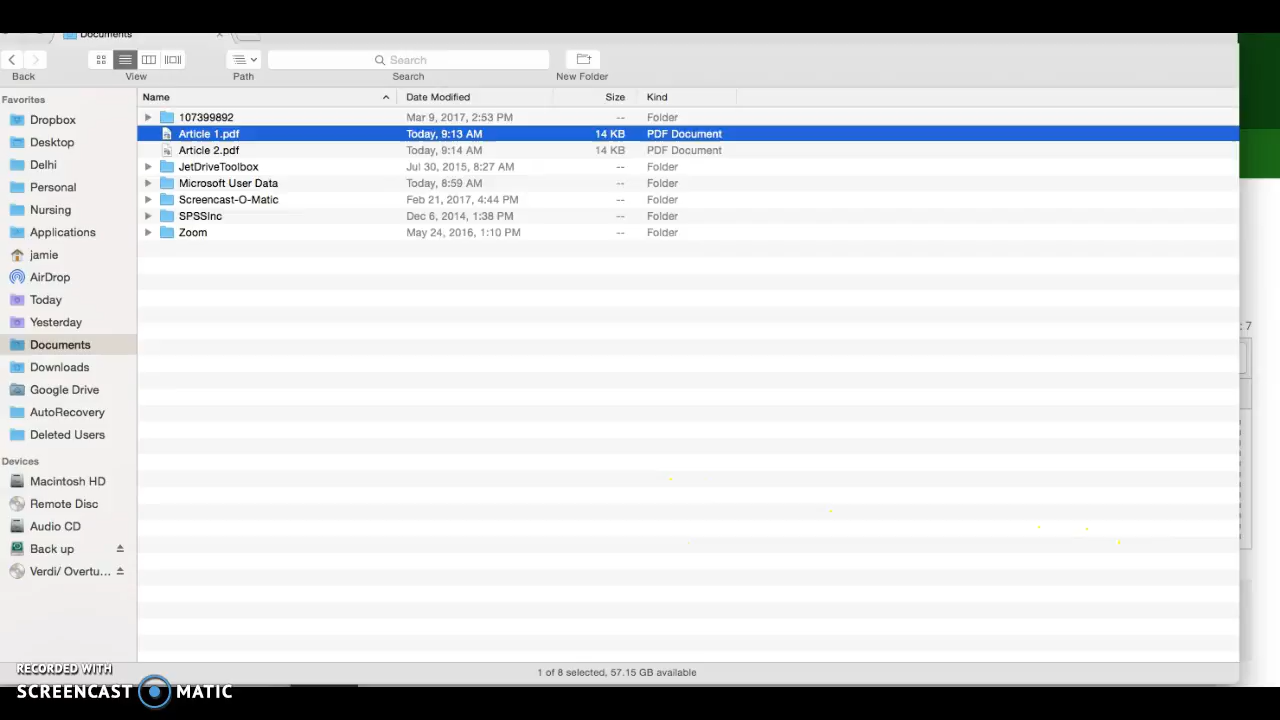 Documents
Back
View
Path
Search
Search
New Folder
Favorites
Dropbox
Desktop
Delhi
Personal
Nursing
Applications
jamie
AirDrop
Today
Yesterday
Documents
Downloads
Google Drive
AutoRecovery
Deleted Users
Devices
Macintosh HD
Remote Disc
Audio CD
Back up
Verdi/ Overtu...
Name Date Modified Size Kind
107399892 Mar 9, 2017, 2:53 PM -- Folder
Article 1.pdf Today, 9:13 AM 14 KB PDF Document
Article 2.pdf Today, 9:14 AM 14 KB PDF Document
JetDriveToolbox Jul 30, 2015, 8:27 AM -- Folder
Microsoft User Data Today, 8:59 AM -- Folder
Screencast-O-Matic Feb 21, 2017, 4:44 PM -- Folder
SPSSInc Dec 6, 2014, 1:38 PM -- Folder
Zoom May 24, 2016, 1:10 PM -- Folder
: 7
1 of 8 selected, 57.15 GB available
RECORDED WITH
SCREENCAST MATIC